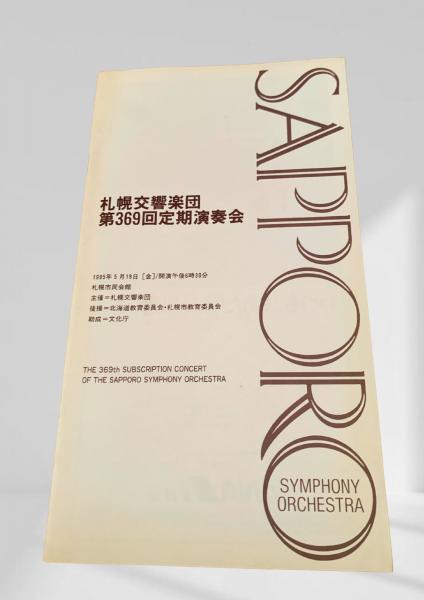 札幌交響楽団
第369回定期演奏会
1995年5月19日 [金]/開演午後6時30分
札幌市民会館
主催=札幌交響楽団
後援=北海道教育委員会・札幌市教育委員会
助成=文化庁
THE 369th SUBSCRIPTION CONCERT
OF THE SAPPORO SYMPHONY ORCHESTRA
SAPPORO
SYMPHONY
ORCHESTRA